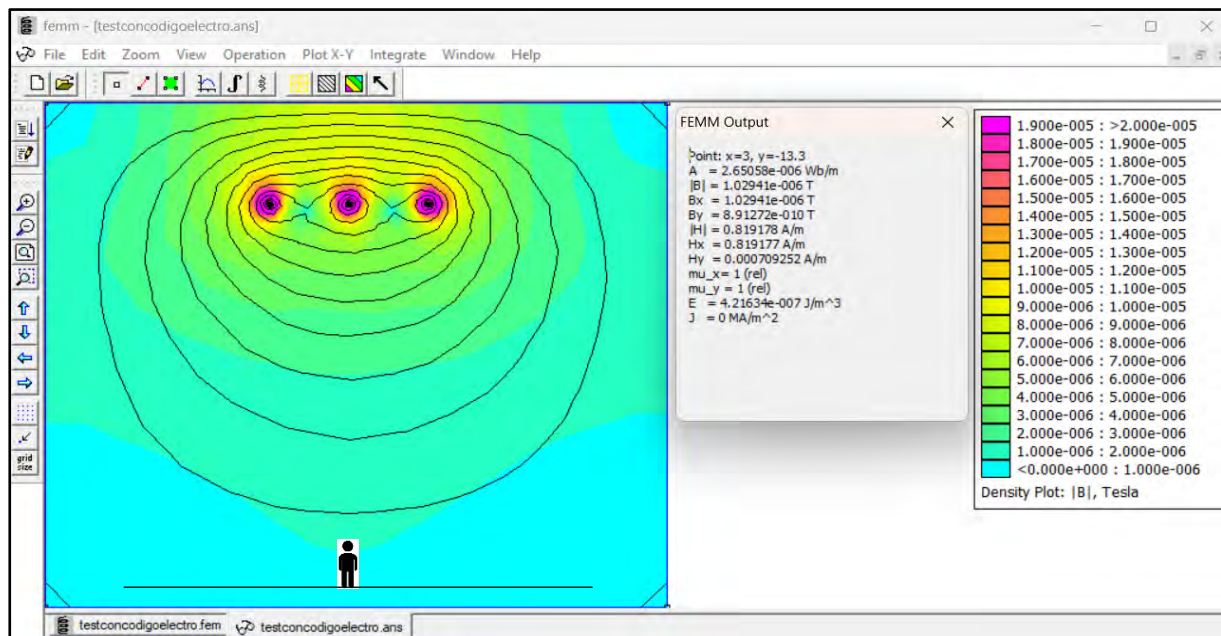 femm - [testconcodigoelectro.ans]
File Edit Zoom View Operation Plot X-Y Integrate Window Help
grid
size
FEMM Output
Point: x=3, y=-13.3
A = 2.65058e-006 Wb/m
|B| = 1.02941e-006 T
Bx = 1.02941e-006 T
By = 8.91272e-010 T
|H| = 0.819178 A/m
Hx = 0.819177 A/m
Hy = 0.000709252 A/m
mu_x= 1 (rel)
mu_y = 1 (rel)
E = 4.21634e-007 J/m^3
J = 0 MA/m^2
1.900e-005 : >2.000e-005
1.800e-005 : 1.900e-005
1.700e-005 : 1.800e-005
1.600e-005 : 1.700e-005
1.500e-005 : 1.600e-005
1.400e-005 : 1.500e-005
1.300e-005 : 1.400e-005
1.200e-005 : 1.300e-005
1.100e-005 : 1.200e-005
1.000e-005 : 1.100e-005
9.000e-006 : 1.000e-005
8.000e-006 : 9.000e-006
7.000e-006 : 8.000e-006
6.000e-006 : 7.000e-006
5.000e-006 : 6.000e-006
4.000e-006 : 5.000e-006
3.000e-006 : 4.000e-006
2.000e-006 : 3.000e-006
1.000e-006 : 2.000e-006
<0.000e+000 : 1.000e-006
Density Plot: |B|, Tesla
testconcodigoelectro.fem testconcodigoelectro.ans